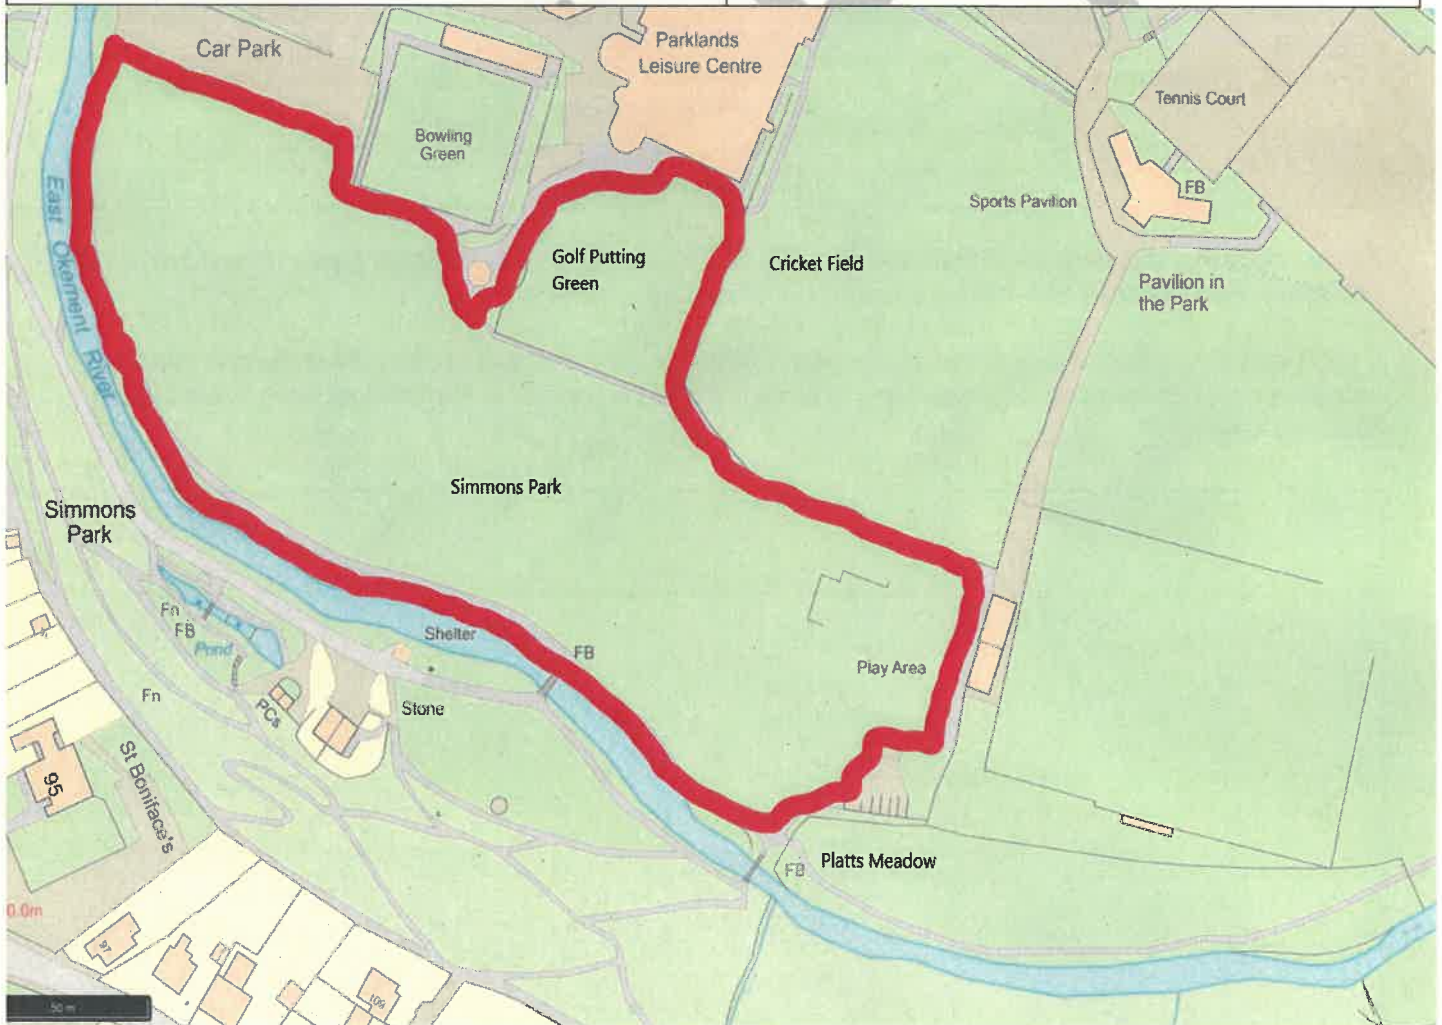 Car Park
Parklands
Leisure Centre
Tennis Court
Bowling
Green
FB
Sports Pavilion
East Okement River
Golf Putting
Green
Cricket Field
Pavilion in
the Park
Simmons Park
Simmons
Park
Fn
FB
Pond
Shelter
FB
Play Area
Fn
PCs
Stone
St Boniface's
95
FB
Platts Meadow
0.0m
97
109
50 m